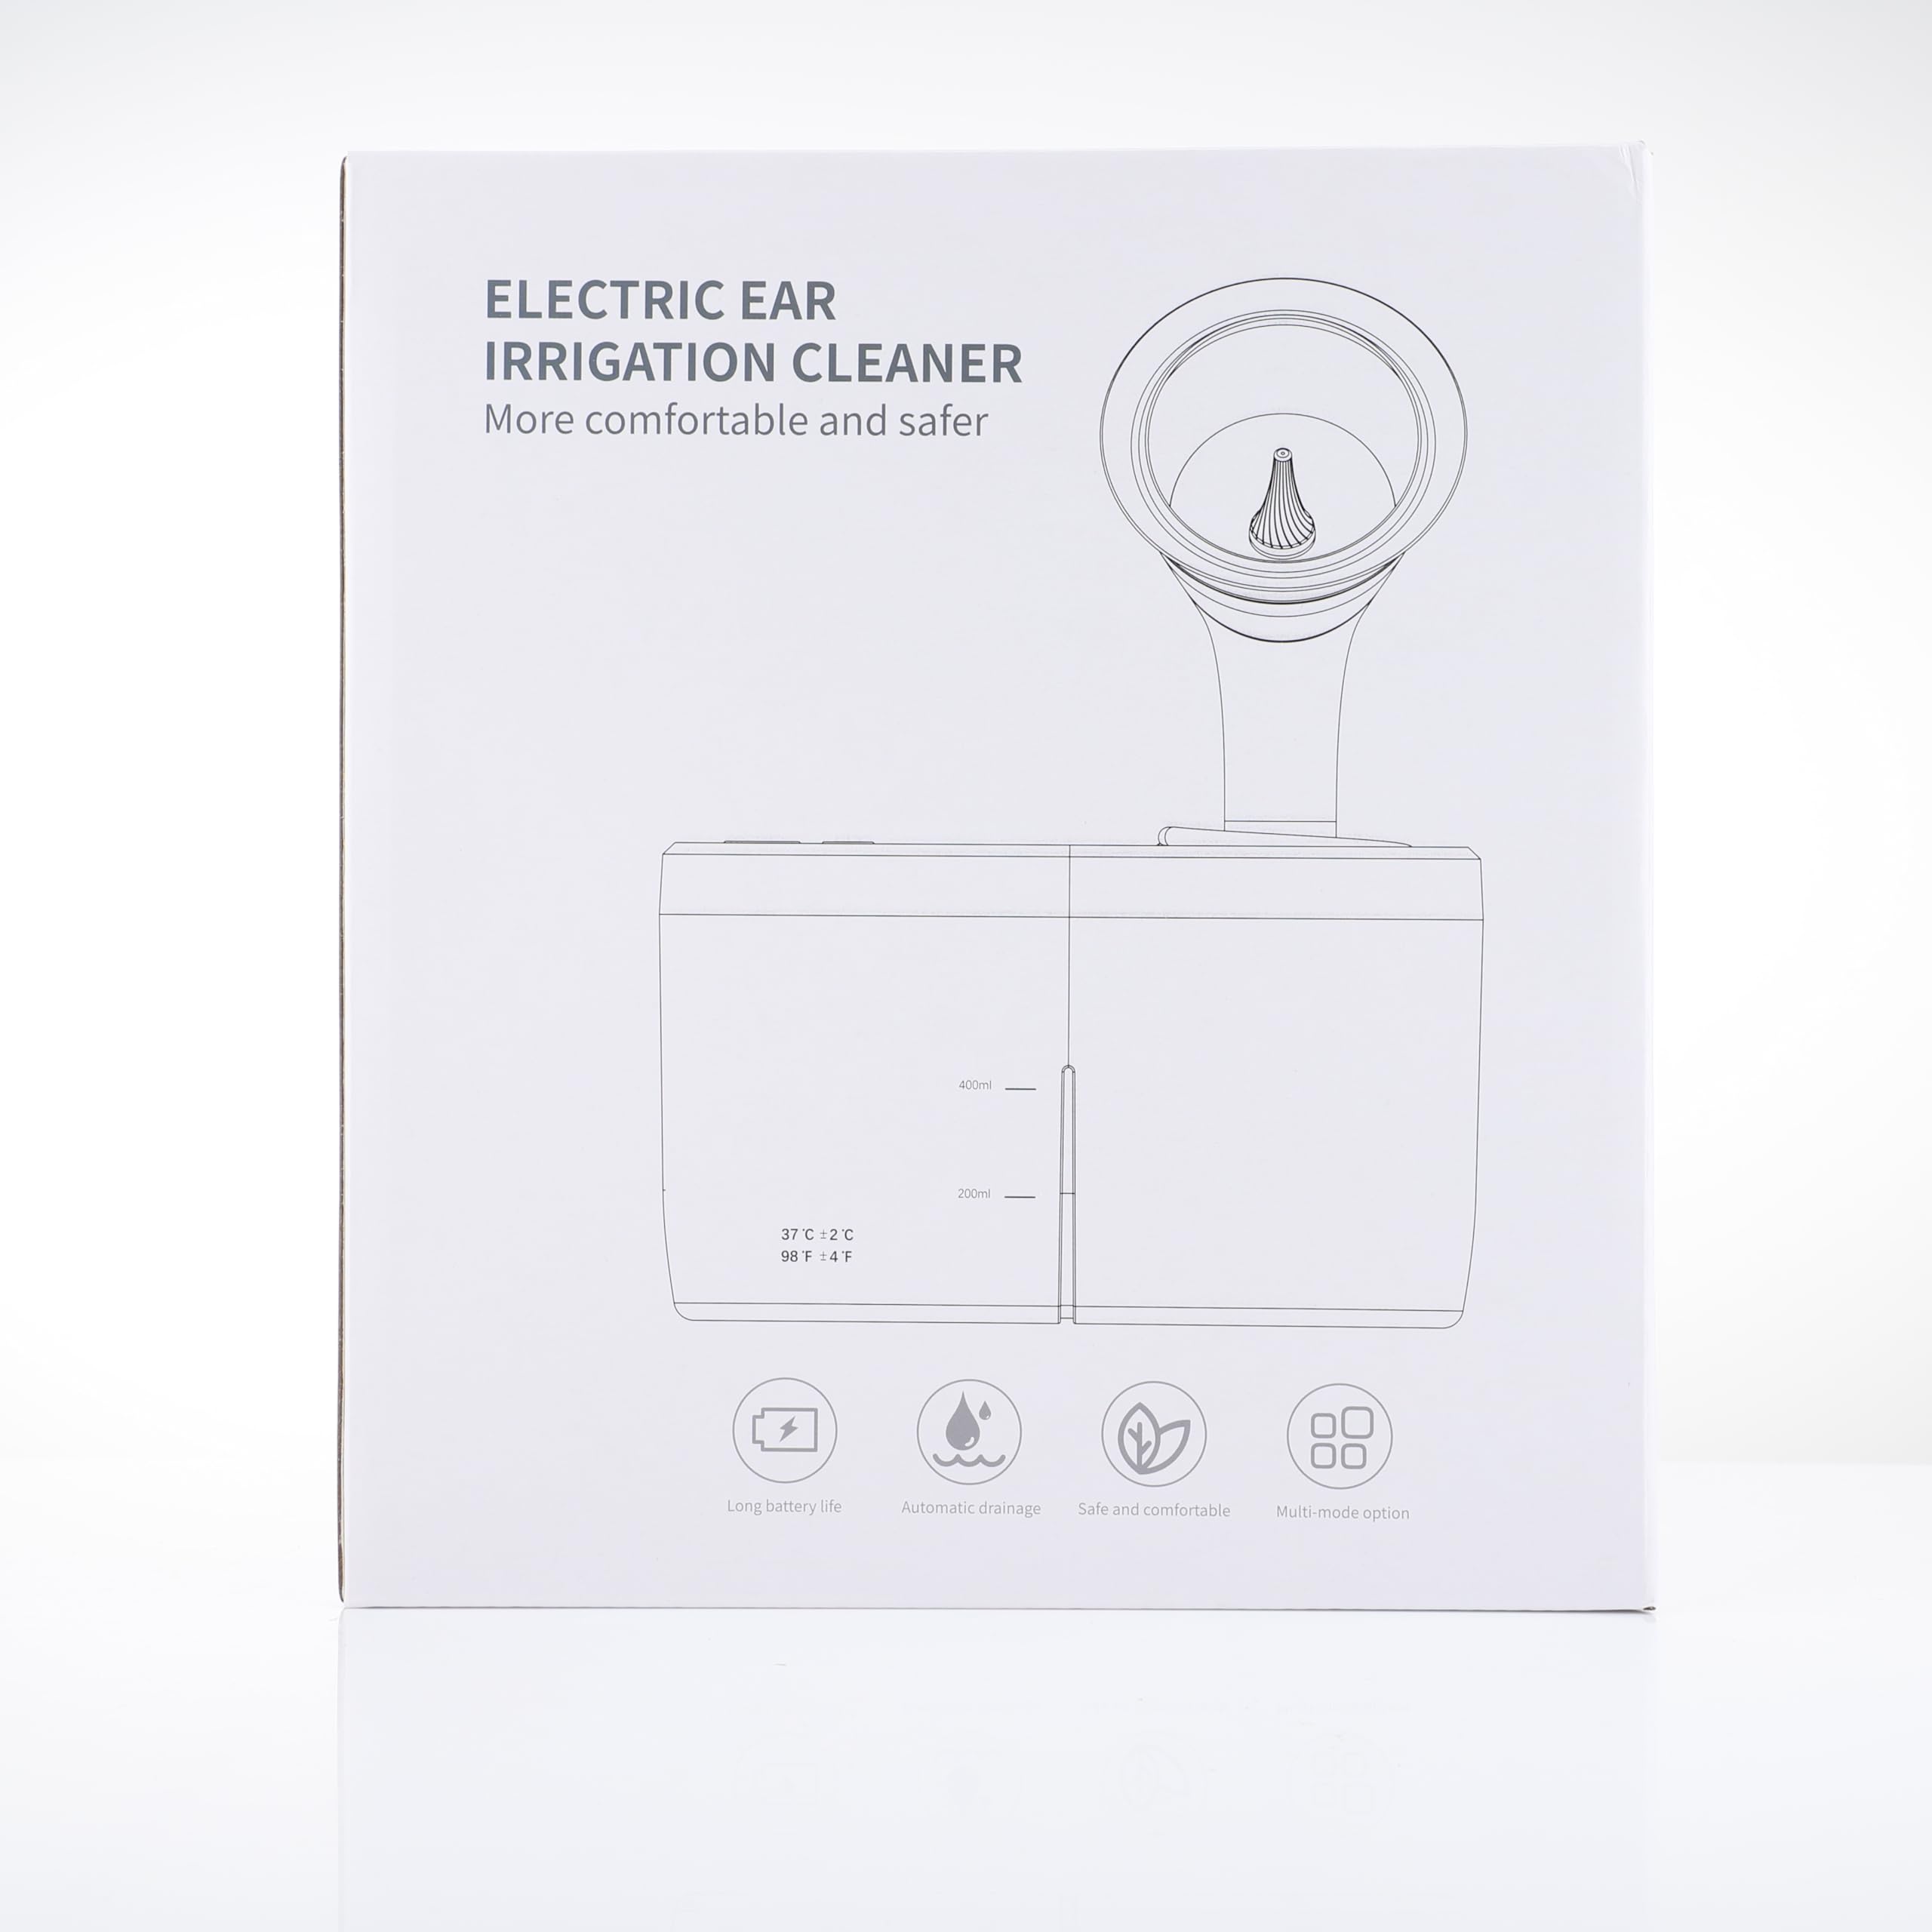 ELECTRIC EAR
IRRIGATION CLEANER
More comfortable and safer
400ml
200ml
37℃ ±2℃
98℉ ±4℉
Long battery life
Automatic drainage
Safe and comfortable
Multi-mode option